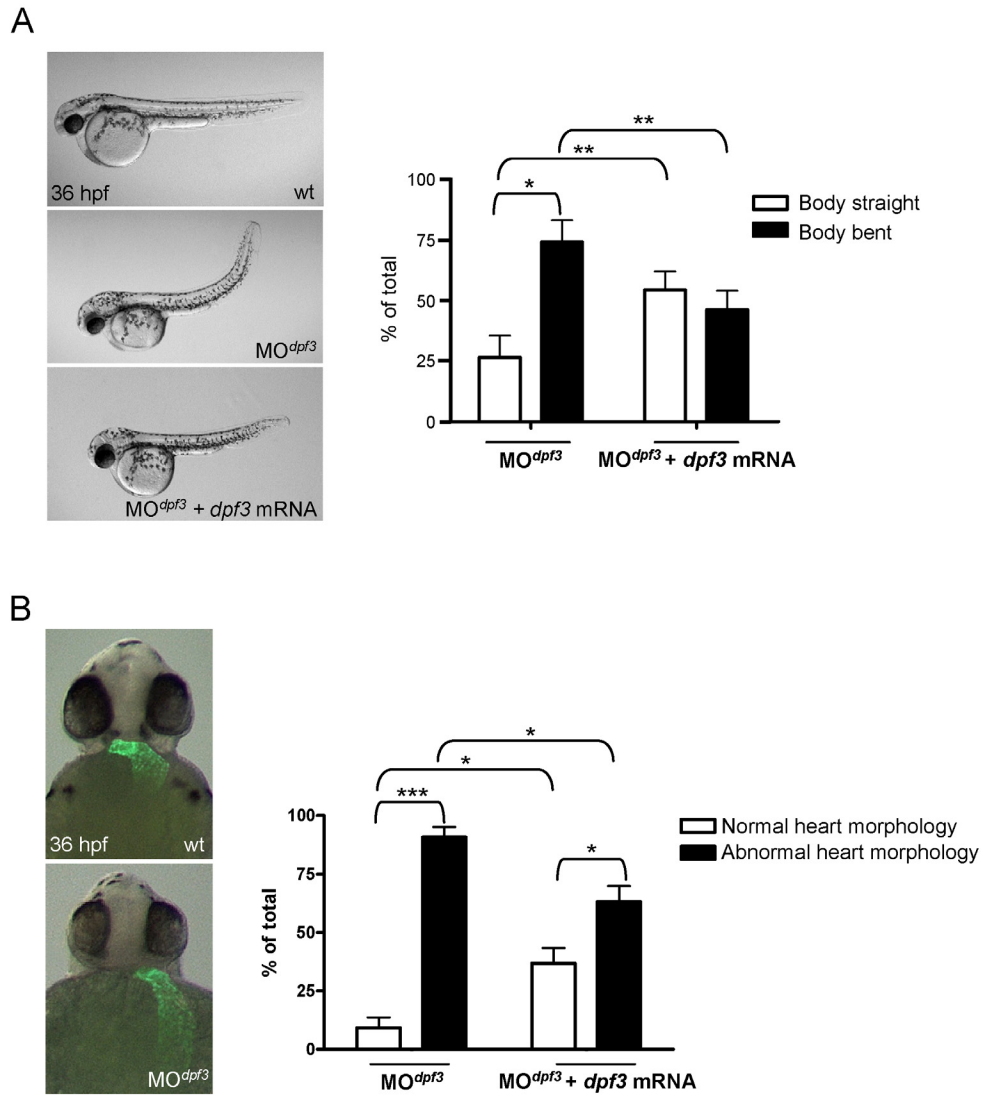 A
36 hpf wt
MOdpf3
MOdpf3 + dpf3 mRNA
** 
**
*
100
75
50
25
0
% of total
Body straight
Body bent
MOdpf3 MOdpf3 + dpf3 mRNA
B
36 hpf wt
MOdpf3
*
*
***
*
100
75
50
25
0
% of total
Normal heart morphology
Abnormal heart morphology
MOdpf3 MOdpf3 + dpf3 mRNA